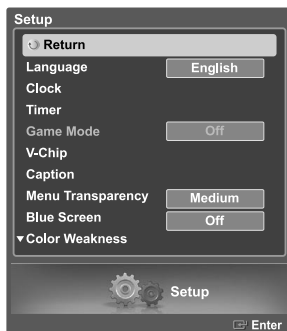 Setup
Return
Language English
Clock
Timer
Game Mode Off
V-Chip
Caption
Menu Transparency Medium
Blue Screen Off
▼Color Weakness
Setup
Enter